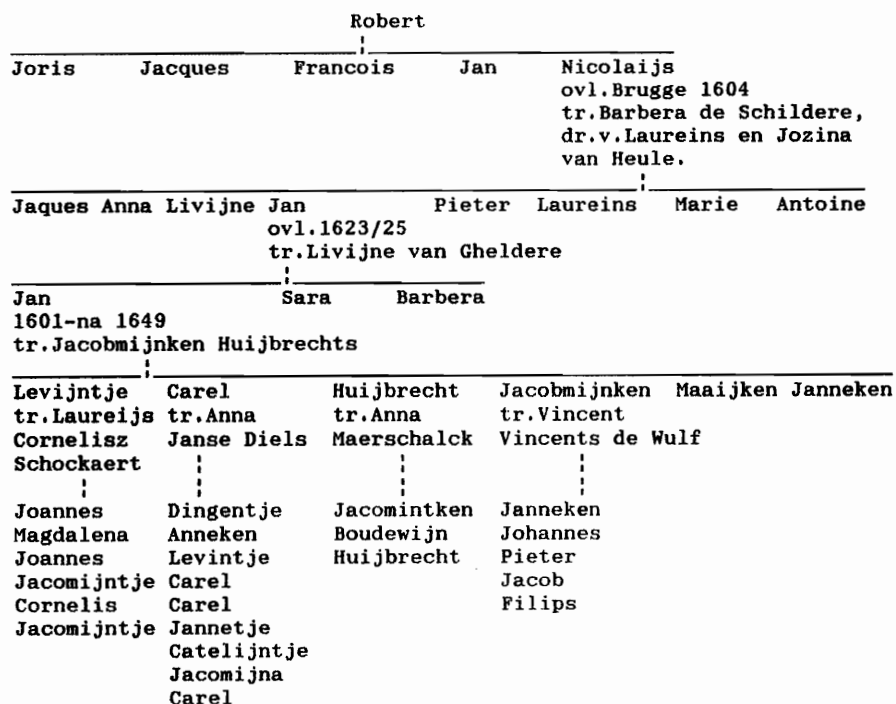 Robert
Joris Jacques Francois Jan Nicolaijs
ovl.Brugge 1604
tr.Barbera de Schildere,
dr.v.Laureins en Jozina
van Heule.
Jaques Anna Livijne Jan Pieter Laureins Marie Antoine
ovl.1623/25
tr.Livijne van Gheldere
Jan Sara Barbera
1601-na 1649
tr.Jacobmijnken Huijbrechts
Levijntje Carel Huijbrecht Jacobmijnken Maaijken Janneken
tr.Laureijs tr.Anna tr.Anna tr.Vincent
Cornelisz Janse Diels Maerschalck Vincents de Wulf
Schockaert
Joannes Dingentje Jacomintken Janneken
Magdalena Anneken Boudewijn Johannes
Joannes Levintje Huijbrecht Pieter
Jacomijntje Carel Jacob
Cornelis Carel Filips
Jacomijntje Jannetje
Catelijntje
Jacomijna
Carel